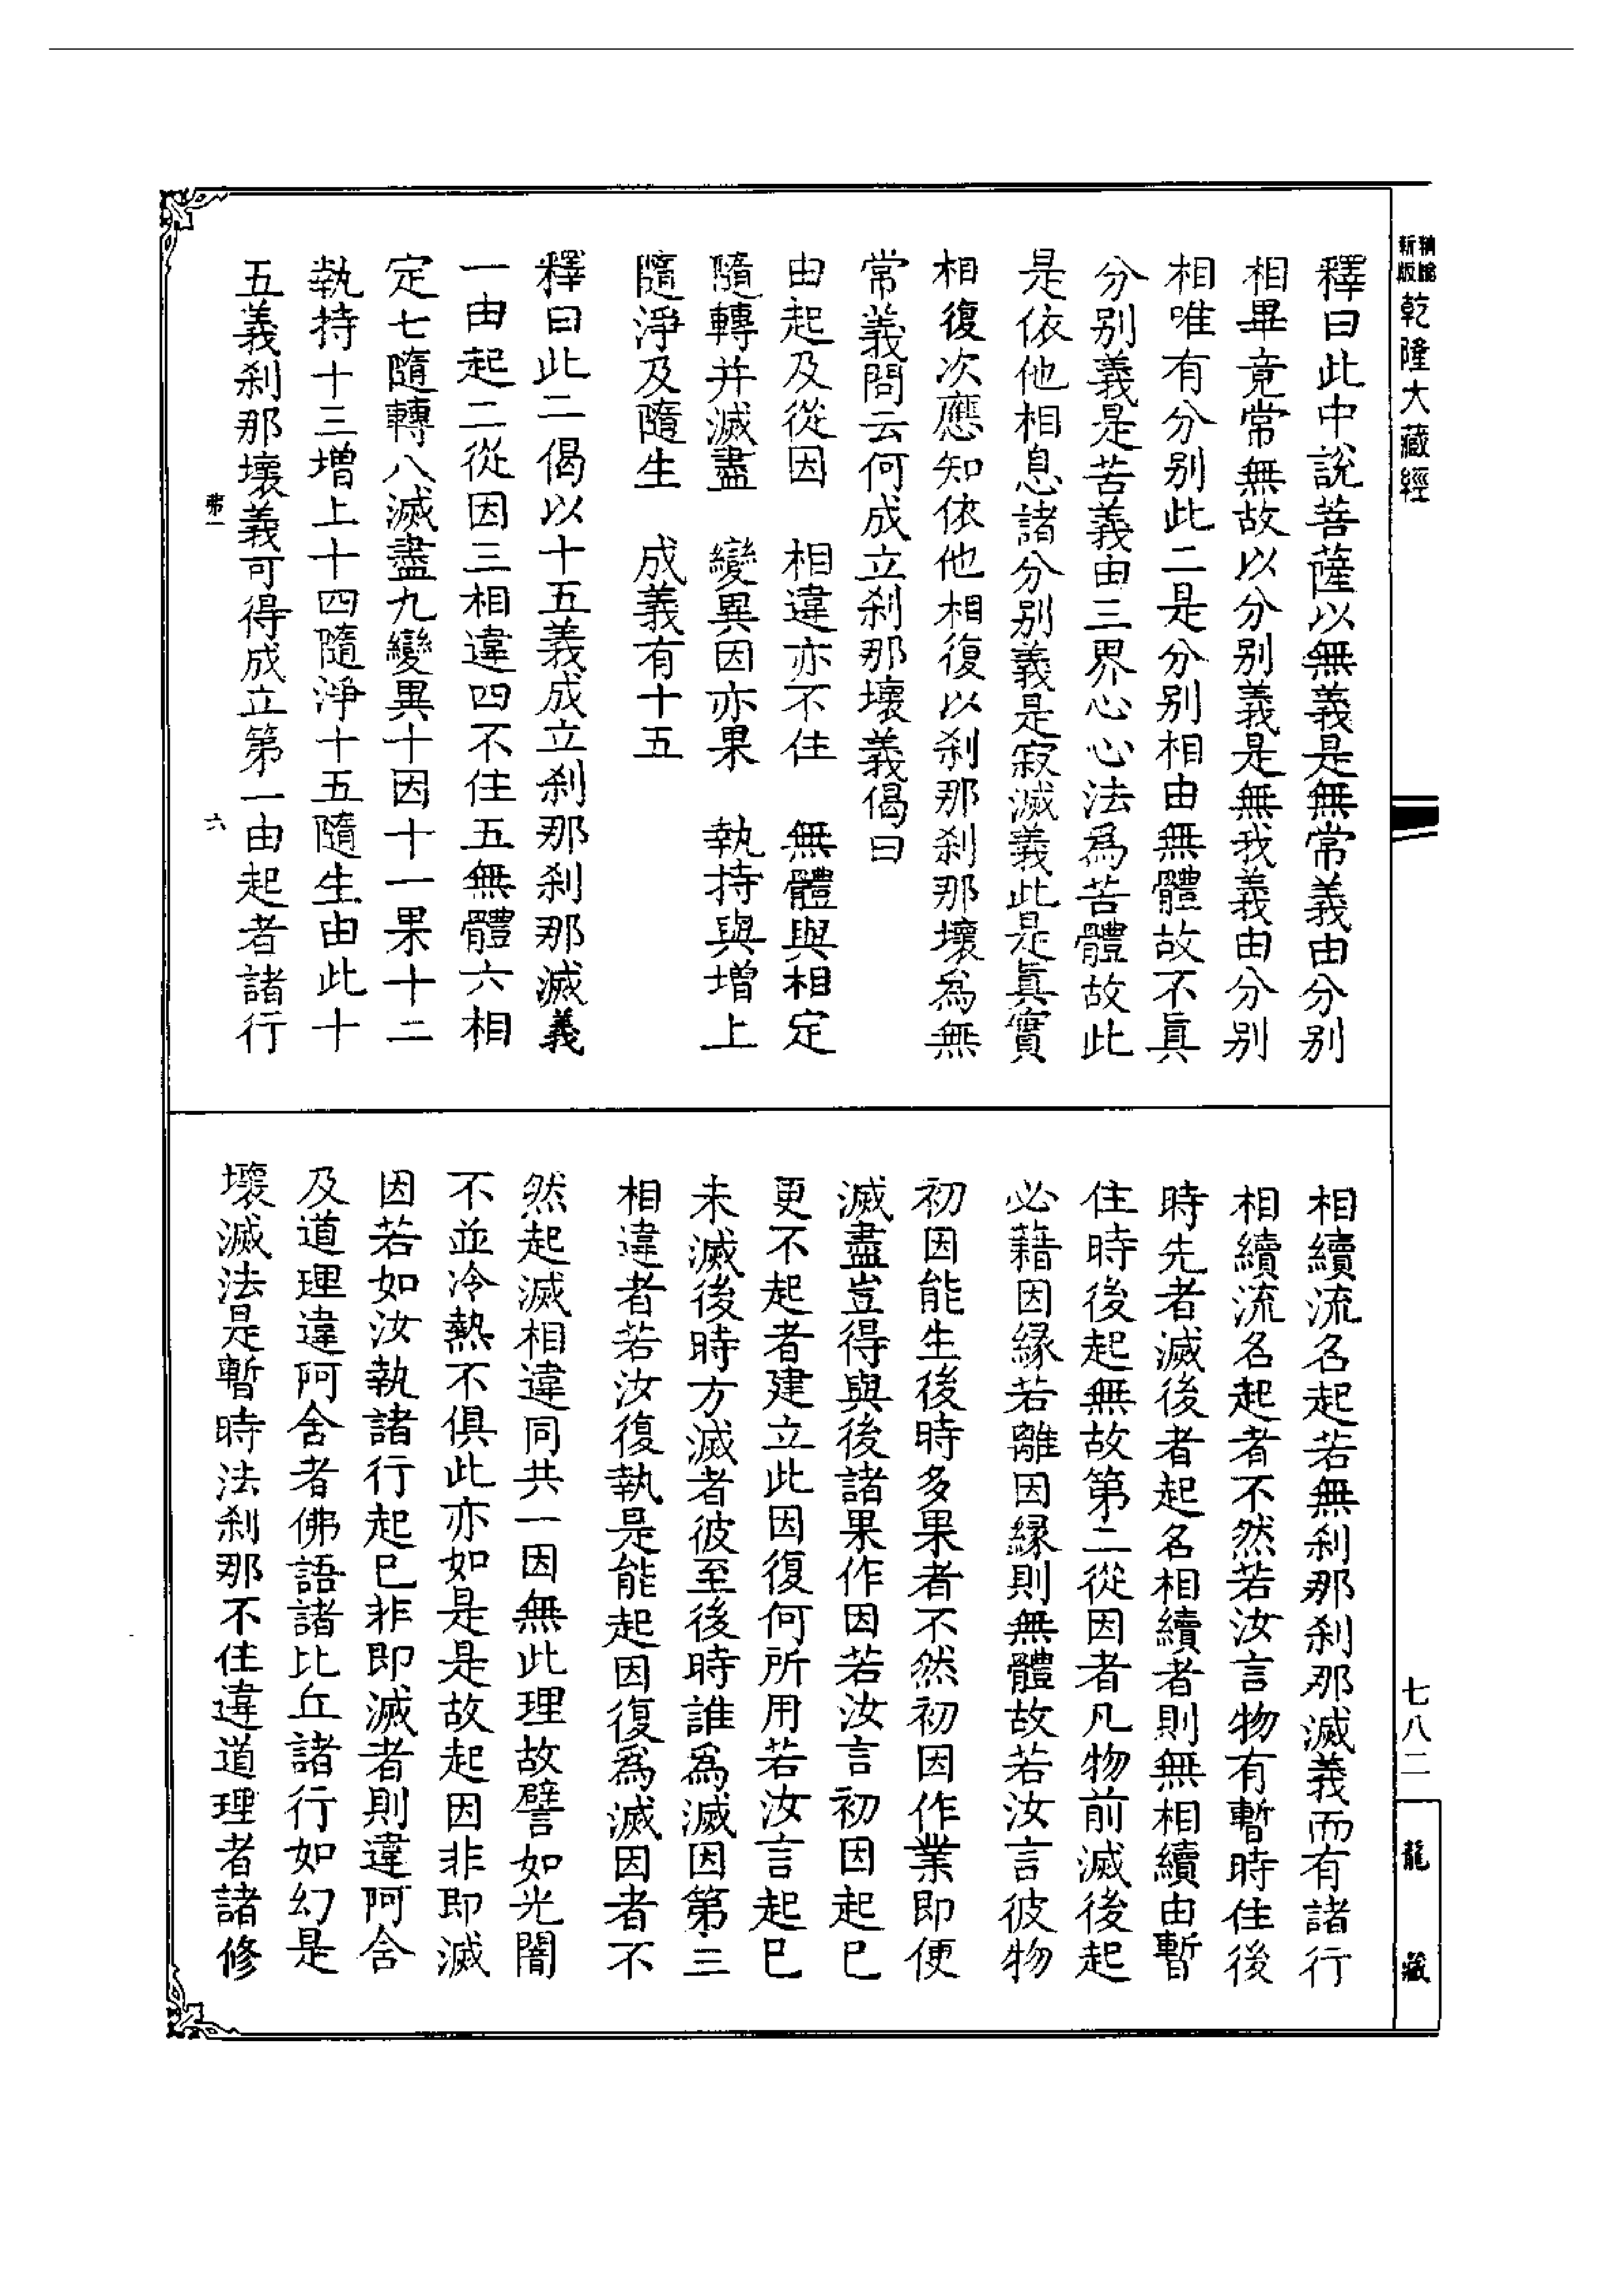 新版
精縮
乾隆大藏經
釋曰此中說菩薩以無義是無常義由分別
相畢竟常無故以分別義是無我義由分別
相唯有分別此二是分別相由無體故不真
分別義是苦義由三界心心法為苦體故此
是依他相息諸分別義是寂滅義此是真實
相復次應知依他相復以刹那刹那壞為無
常義問云何成立刹那壞義偈曰
由起及從因　相違亦不住　無體與相定
隨轉并滅盡　變異因亦果　執持與增上
隨淨及隨生　成義有十五
釋曰此二偈以十五義成立刹那刹那滅義
一由起二從因三相違四不住五無體六相
定七隨轉八滅盡九變異十因十一果十二
執持十三增上十四隨淨十五隨生由此十
五義刹那壞義可得成立第一由起者諸行
六
相續流名起若無刹那刹那滅義而有諸行
相續流名起者不然若汝言物有暫時住後
時先者滅後者起名相續者則無相續由暫
住時後起無故第二從因者凡物前滅後起
必藉因緣若離因緣則無體故若汝言彼物
初因能生後時多果者不然初因作業即便
滅盡豈得與後諸果作因若汝言初因起已
更不起者建立此因復何所用若汝言起已
未滅後時方滅者彼至後時誰為滅因第三
相違者若汝復執是能起因復為滅因者不
然起滅相違同共一因無此理故譬如光闇
不並冷熱不俱此亦如是是故起因非即滅
因若如汝執諸行起已非即滅者則違阿含
及道理違阿含者佛語諸比丘諸行如幻是
壞滅法是暫時法刹那不住違道理者諸修
七八二
龍藏